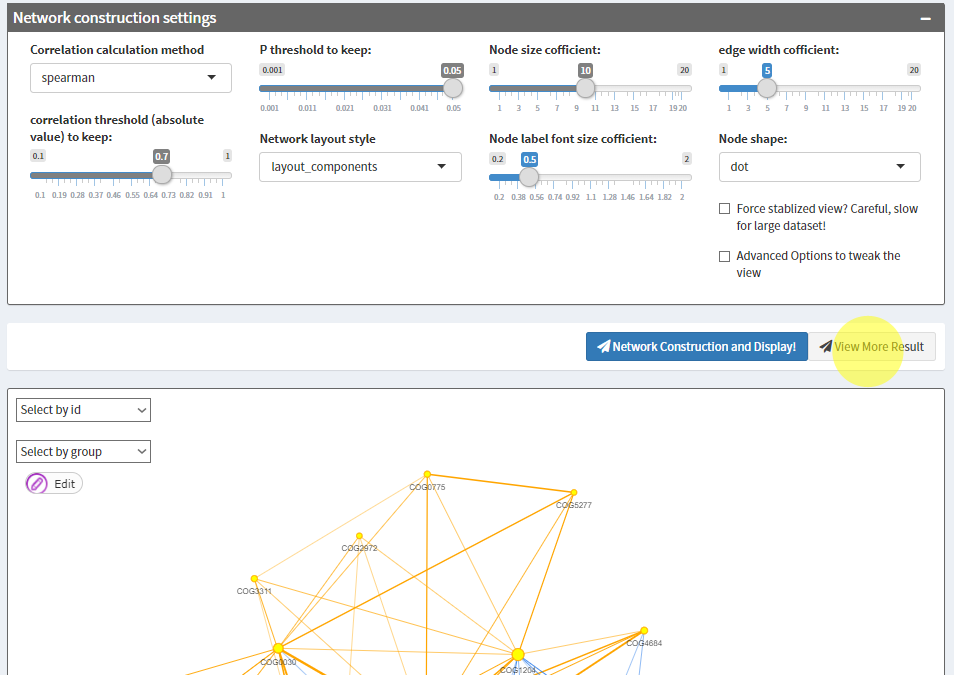 Network construction settings
Correlation calculation method
spearman
correlation threshold (absolute
value) to keep:
0.1 0.7 1
0.1 0.19 0.28 0.37 0.46 0.55 0.64 0.73 0.82 0.91 1
P threshold to keep:
0.001 0.05
0.001 0.011 0.021 0.031 0.041 0.05
Network layout style
layout_components
Node size cofficient:
1 10 20
1 3 5 7 9 11 13 15 17 19 20
Node label font size cofficient:
0.2 0.5 2
0.2 0.38 0.56 0.74 0.92 1.1 1.28 1.46 1.64 1.82 2
edge width cofficient:
1 5 20
1 3 5 7 9 11 13 15 17 19 20
Node shape:
dot
Force stablized view? Careful, slow
for large dataset!
Advanced Options to tweak the
view
Network Construction and Display!
View More Result
Select by id
Select by group
Edit
COG0775
COG5277
COG2972
COG3311
COG4684
COG0030
COG1204